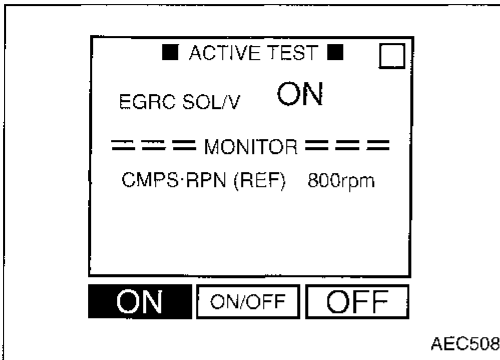 ■ ACTIVE TEST ■ □
EGRC SOL/V ON
=== MONITOR ===
CMPS·RPN (REF) 800rpm
ON ON/OFF OFF
AEC508